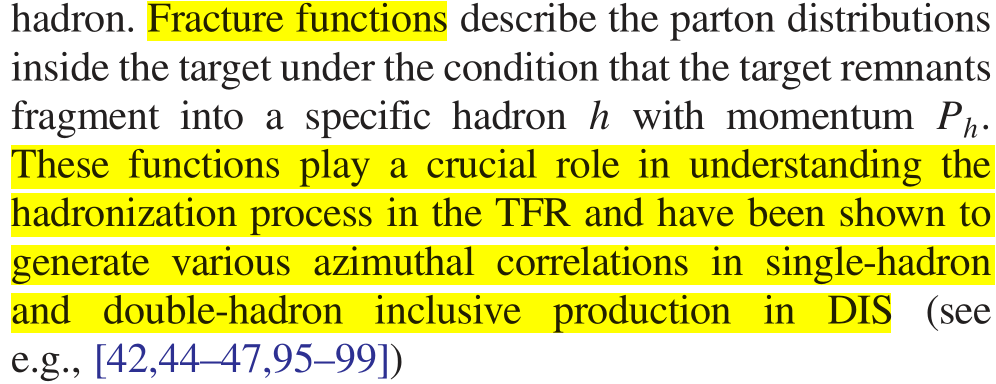 hadron. Fracture functions describe the parton distributions
inside the target under the condition that the target remnants
fragment into a specific hadron h with momentum P_h.
These functions play a crucial role in understanding the
hadronization process in the TFR and have been shown to
generate various azimuthal correlations in single-hadron
and double-hadron inclusive production in DIS (see
e.g., [42,44–47,95–99])